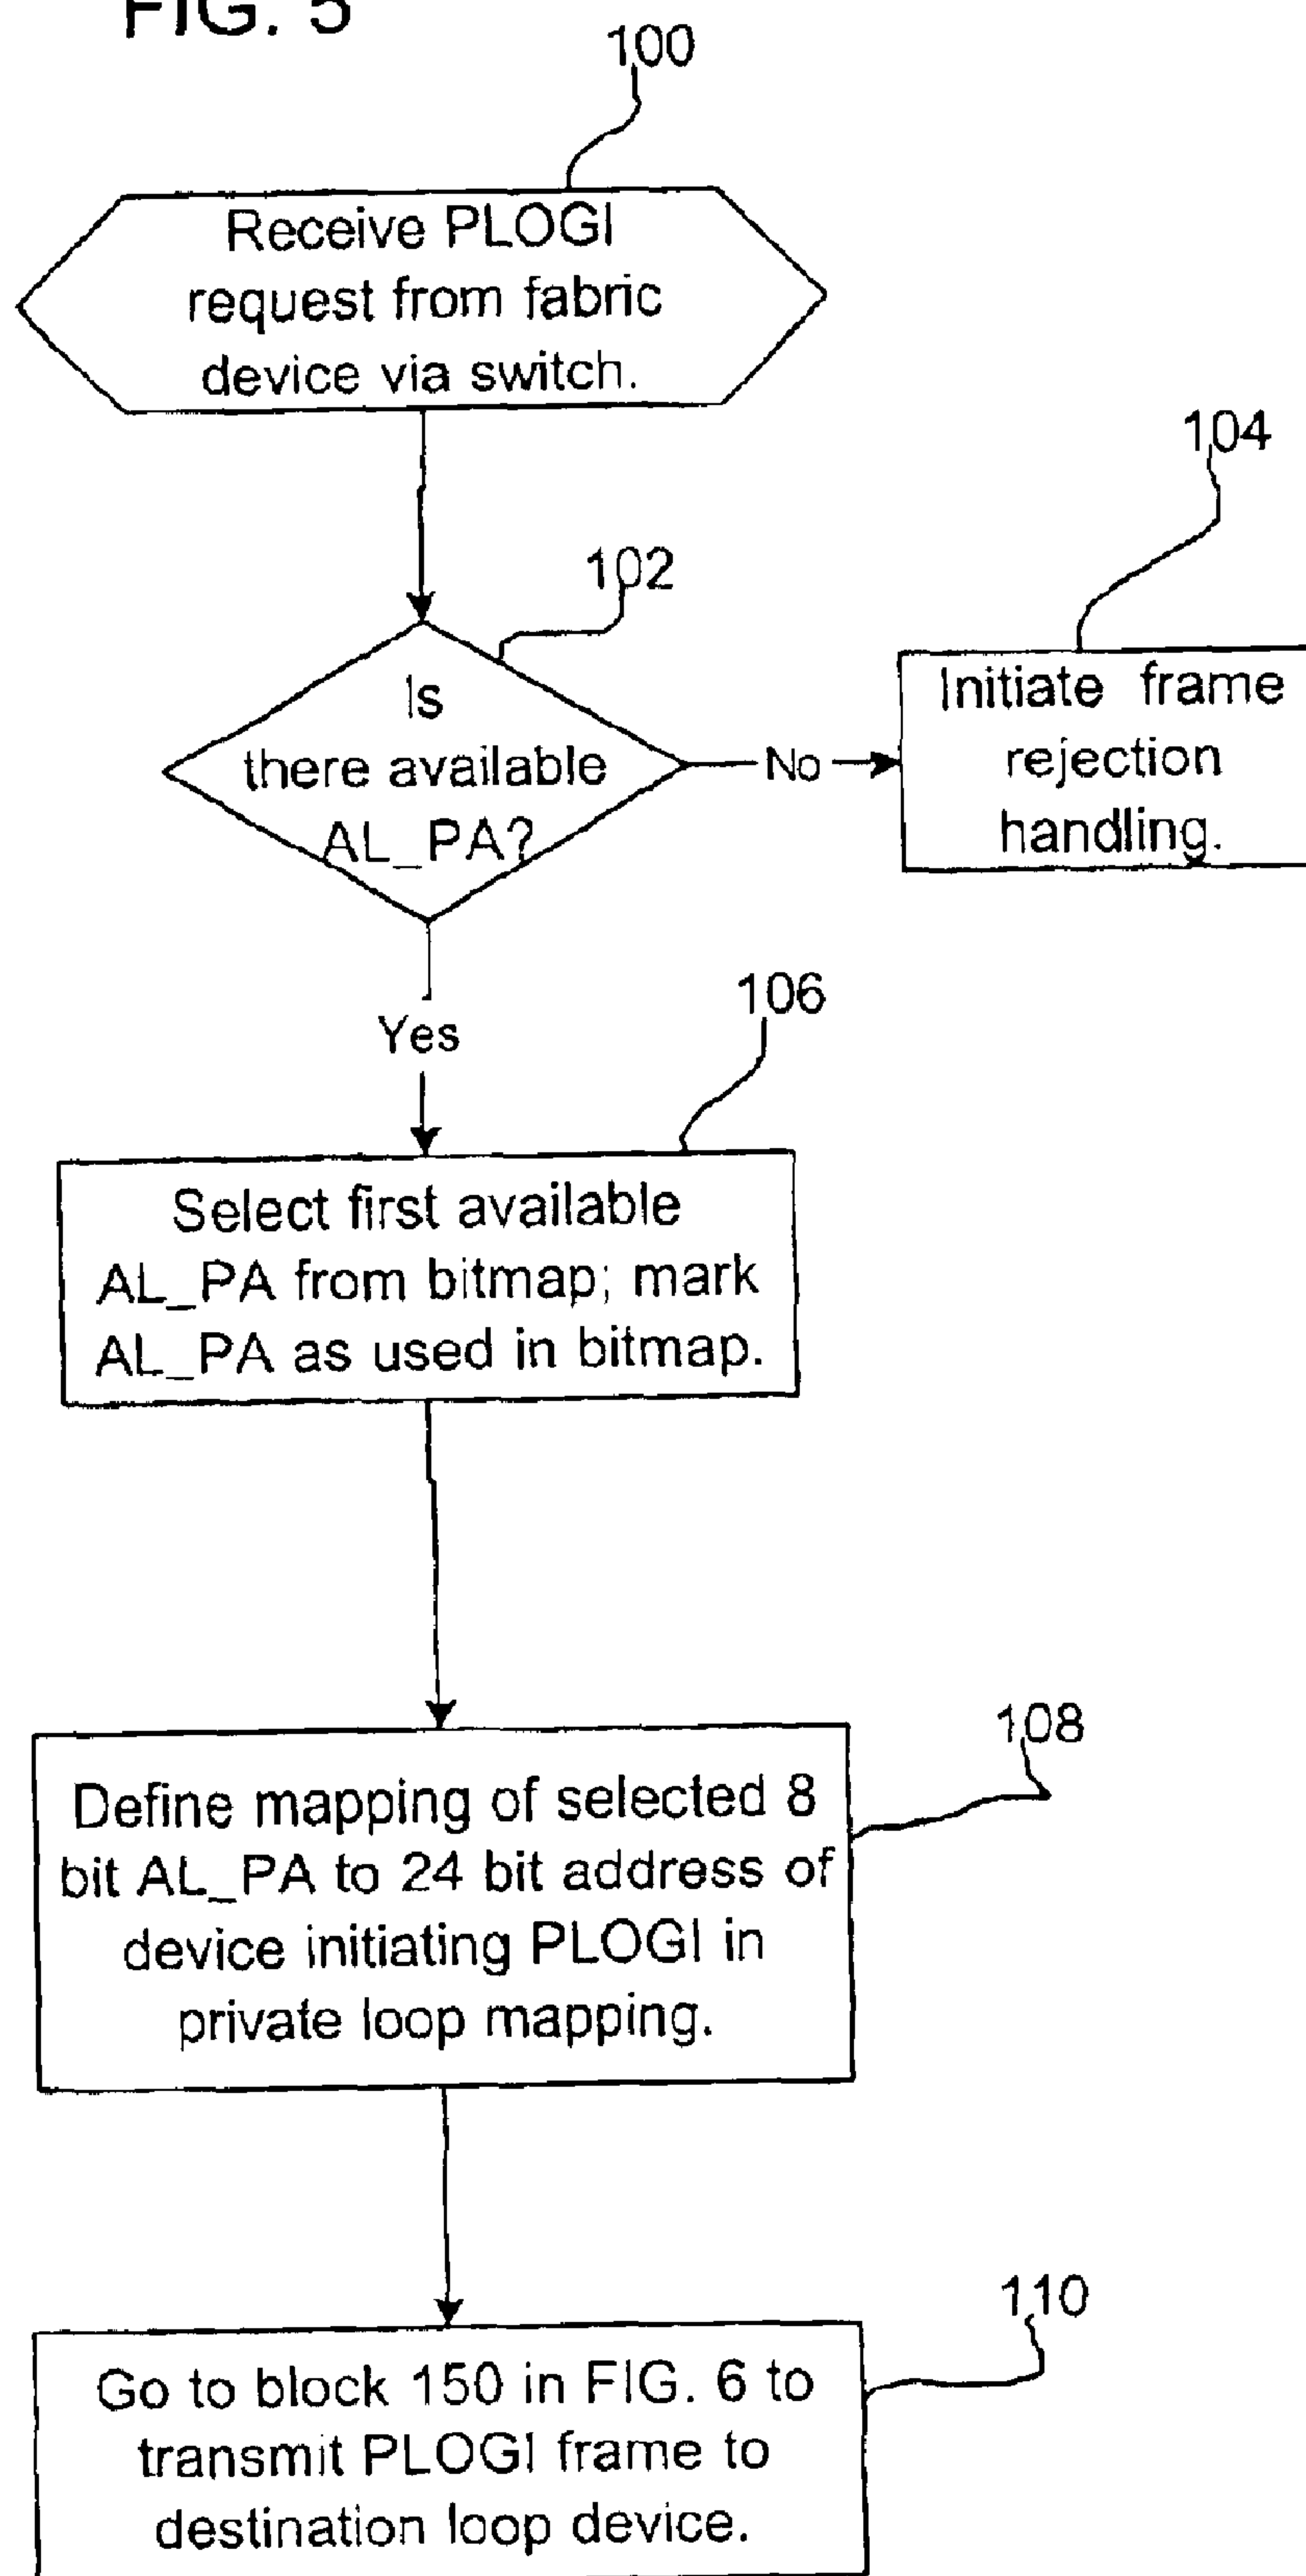 FIG. 5
100
Receive PLOGI
request from fabric
device via switch.
102
104
Is
there available
AL_PA?
No
Initiate frame
rejection
handling.
Yes
106
Select first available
AL_PA from bitmap; mark
AL_PA as used in bitmap.
108
Define mapping of selected 8
bit AL_PA to 24 bit address of
device initiating PLOGI in
private loop mapping.
110
Go to block 150 in FIG. 6 to
transmit PLOGI frame to
destination loop device.